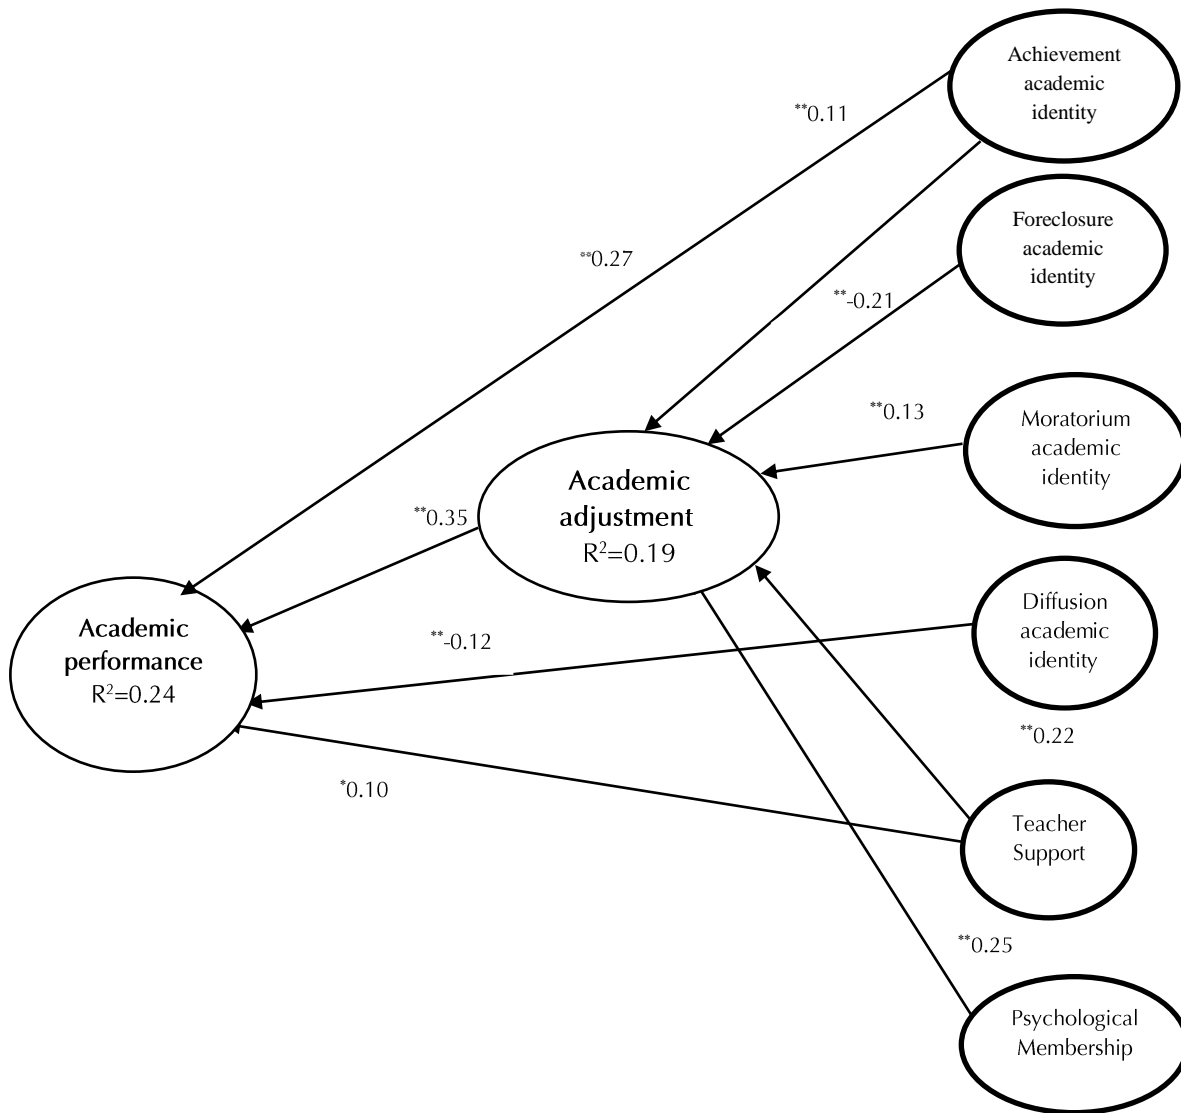 Achievement
academic
identity
**0.11
Foreclosure
academic
identity
**0.27
**-0.21
Moratorium
academic
identity
**0.13
Academic
adjustment
R²=0.19
**0.35
Diffusion
academic
identity
Academic
performance
R²=0.24
**-0.12
**0.22
*0.10
Teacher
Support
**0.25
Psychological
Membership